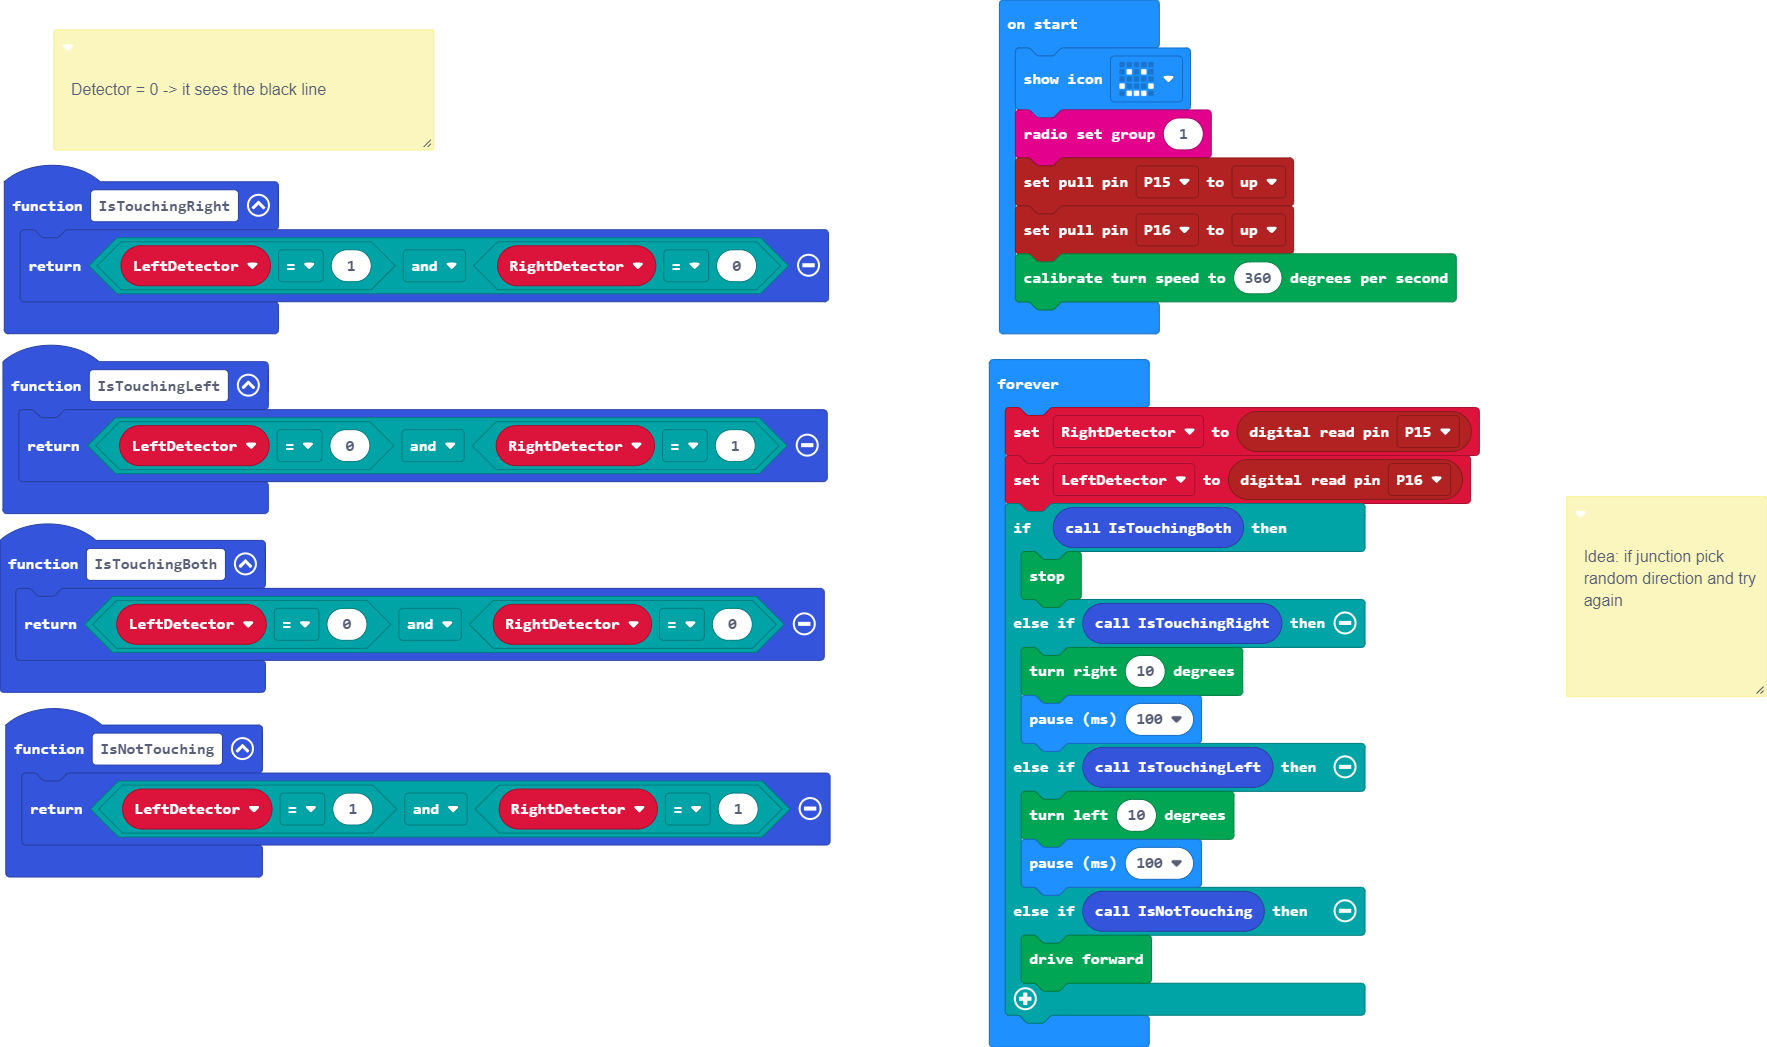 Detector = 0 -> it sees the black line
function IsTouchingRight
return LeftDetector = 1 and RightDetector = 0
function IsTouchingLeft
return LeftDetector = 0 and RightDetector = 1
function IsTouchingBoth
return LeftDetector = 0 and RightDetector = 0
function IsNotTouching
return LeftDetector = 1 and RightDetector = 1
on start
show icon
radio set group 1
set pull pin P15 to up
set pull pin P16 to up
calibrate turn speed to 360 degrees per second
forever
set RightDetector to digital read pin P15
set LeftDetector to digital read pin P16
if call IsTouchingBoth then
stop
else if call IsTouchingRight then
turn right 10 degrees
pause (ms) 100
else if call IsTouchingLeft then
turn left 10 degrees
pause (ms) 100
else if call IsNotTouching then
drive forward
Idea: if junction pick
random direction and try
again